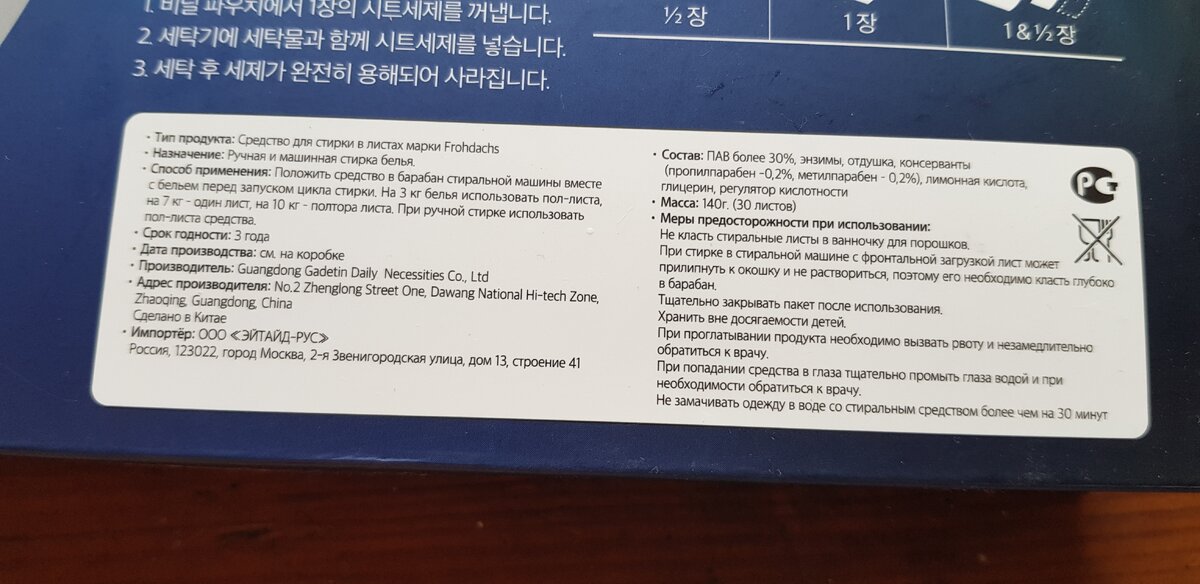 1. 비닐 파우치에서 1장의 시트세제를 꺼냅니다.
2. 세탁기에 세탁물과 함께 시트세제를 넣습니다.
3. 세탁 후 세제가 완전히 용해되어 사라집니다.
½장
1장
1&½장
· Тип продукта: Средство для стирки в листах марки Frohdachs
· Назначение: Ручная и машинная стирка белья.
· Способ применения: Положить средство в барабан стиральной машины вместе
с бельем перед запуском цикла стирки. На 3 кг белья использовать пол-листа,
на 7 кг - один лист, на 10 кг - полтора листа. При ручной стирке использовать
пол-листа средства.
· Срок годности: 3 года
· Дата производства: см. на коробке
· Производитель: Guangdong Gadetin Daily Necessities Co., Ltd
· Адрес производителя: No.2 Zhenglong Street One, Dawang National Hi-tech Zone,
Zhaoqing, Guangdong, China
Сделано в Китае
· Импортёр: ООО ≪ЭЙТАЙД-РУС≫
Россия, 123022, город Москва, 2-я Звенигородская улица, дом 13, строение 41
· Состав: ПАВ более 30%, энзимы, отдушка, консерванты
(пропилпарабен -0,2%, метилпарабен - 0,2%), лимонная кислота,
глицерин, регулятор кислотности
· Масса: 140г. (30 листов)
· Меры предосторожности при использовании:
Не класть стиральные листы в ванночку для порошков.
При стирке в стиральной машине с фронтальной загрузкой лист может
прилипнуть к окошку и не раствориться, поэтому его необходимо класть глубоко
в барабан.
Тщательно закрывать пакет после использования.
Хранить вне досягаемости детей.
При проглатывании продукта необходимо вызвать рвоту и незамедлительно
обратиться к врачу.
При попадании средства в глаза тщательно промыть глаза водой и при
необходимости обратиться к врачу.
Не замачивать одежду в воде со стиральным средством более чем на 30 минут
РСТ